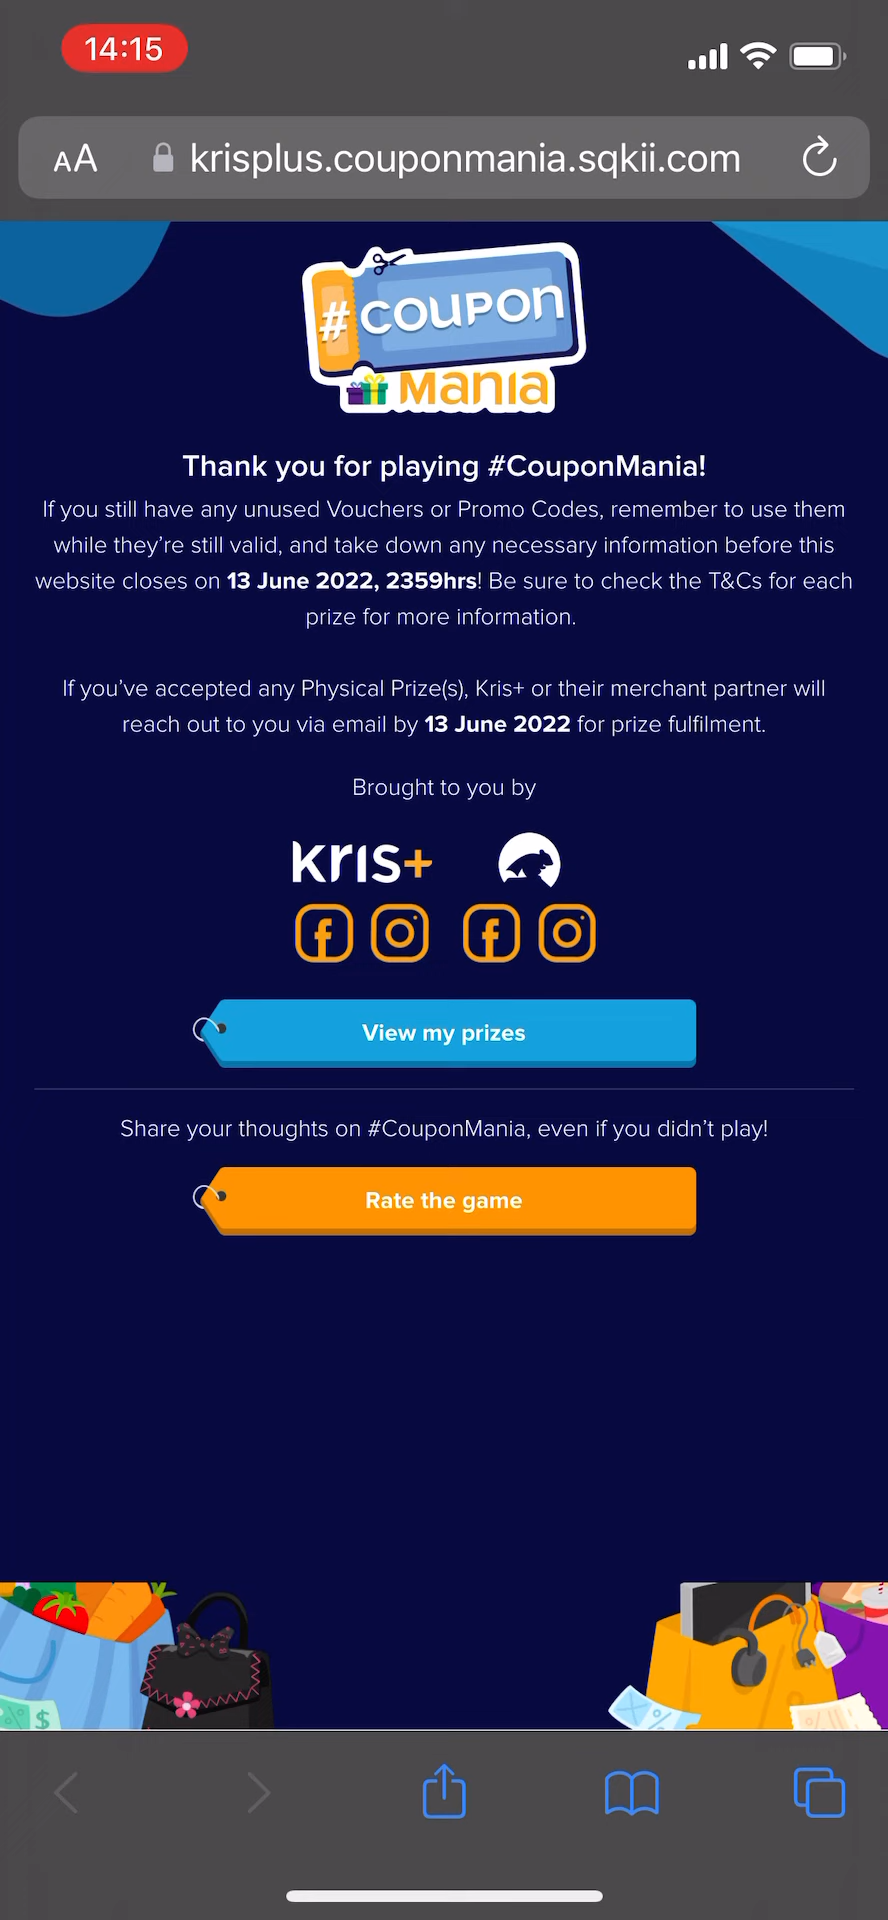 14:15
AA krisplus.couponmania.sqkii.com
#COUPON
Mania
Thank you for playing #CouponMania!
If you still have any unused Vouchers or Promo Codes, remember to use them
while they're still valid, and take down any necessary information before this
website closes on 13 June 2022, 2359hrs! Be sure to check the T&Cs for each
prize for more information.
If you've accepted any Physical Prize(s), Kris+ or their merchant partner will
reach out to you via email by 13 June 2022 for prize fulfilment.
Brought to you by
kris+
View my prizes
Share your thoughts on #CouponMania, even if you didn't play!
Rate the game
$
%
%